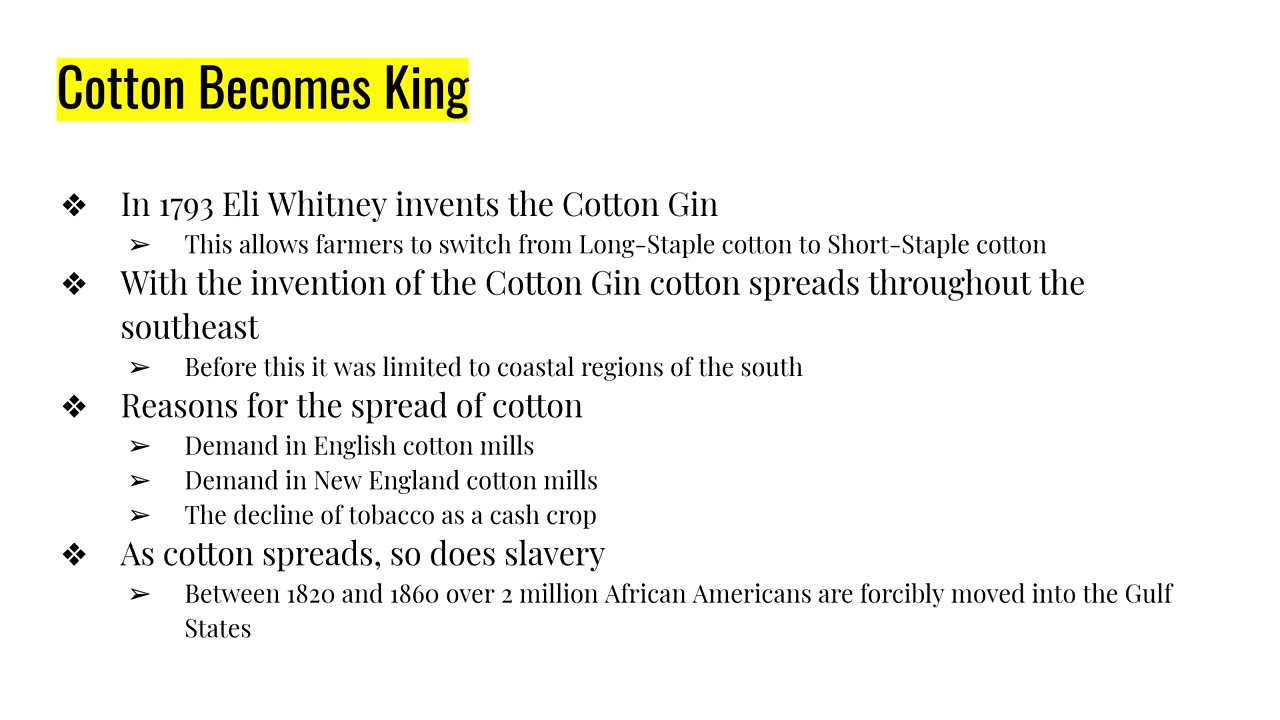 Cotton Becomes King
❖ In 1793 Eli Whitney invents the Cotton Gin
➢ This allows farmers to switch from Long-Staple cotton to Short-Staple cotton
❖ With the invention of the Cotton Gin cotton spreads throughout the
southeast
➢ Before this it was limited to coastal regions of the south
❖ Reasons for the spread of cotton
➢ Demand in English cotton mills
➢ Demand in New England cotton mills
➢ The decline of tobacco as a cash crop
❖ As cotton spreads, so does slavery
➢ Between 1820 and 1860 over 2 million African Americans are forcibly moved into the Gulf
States